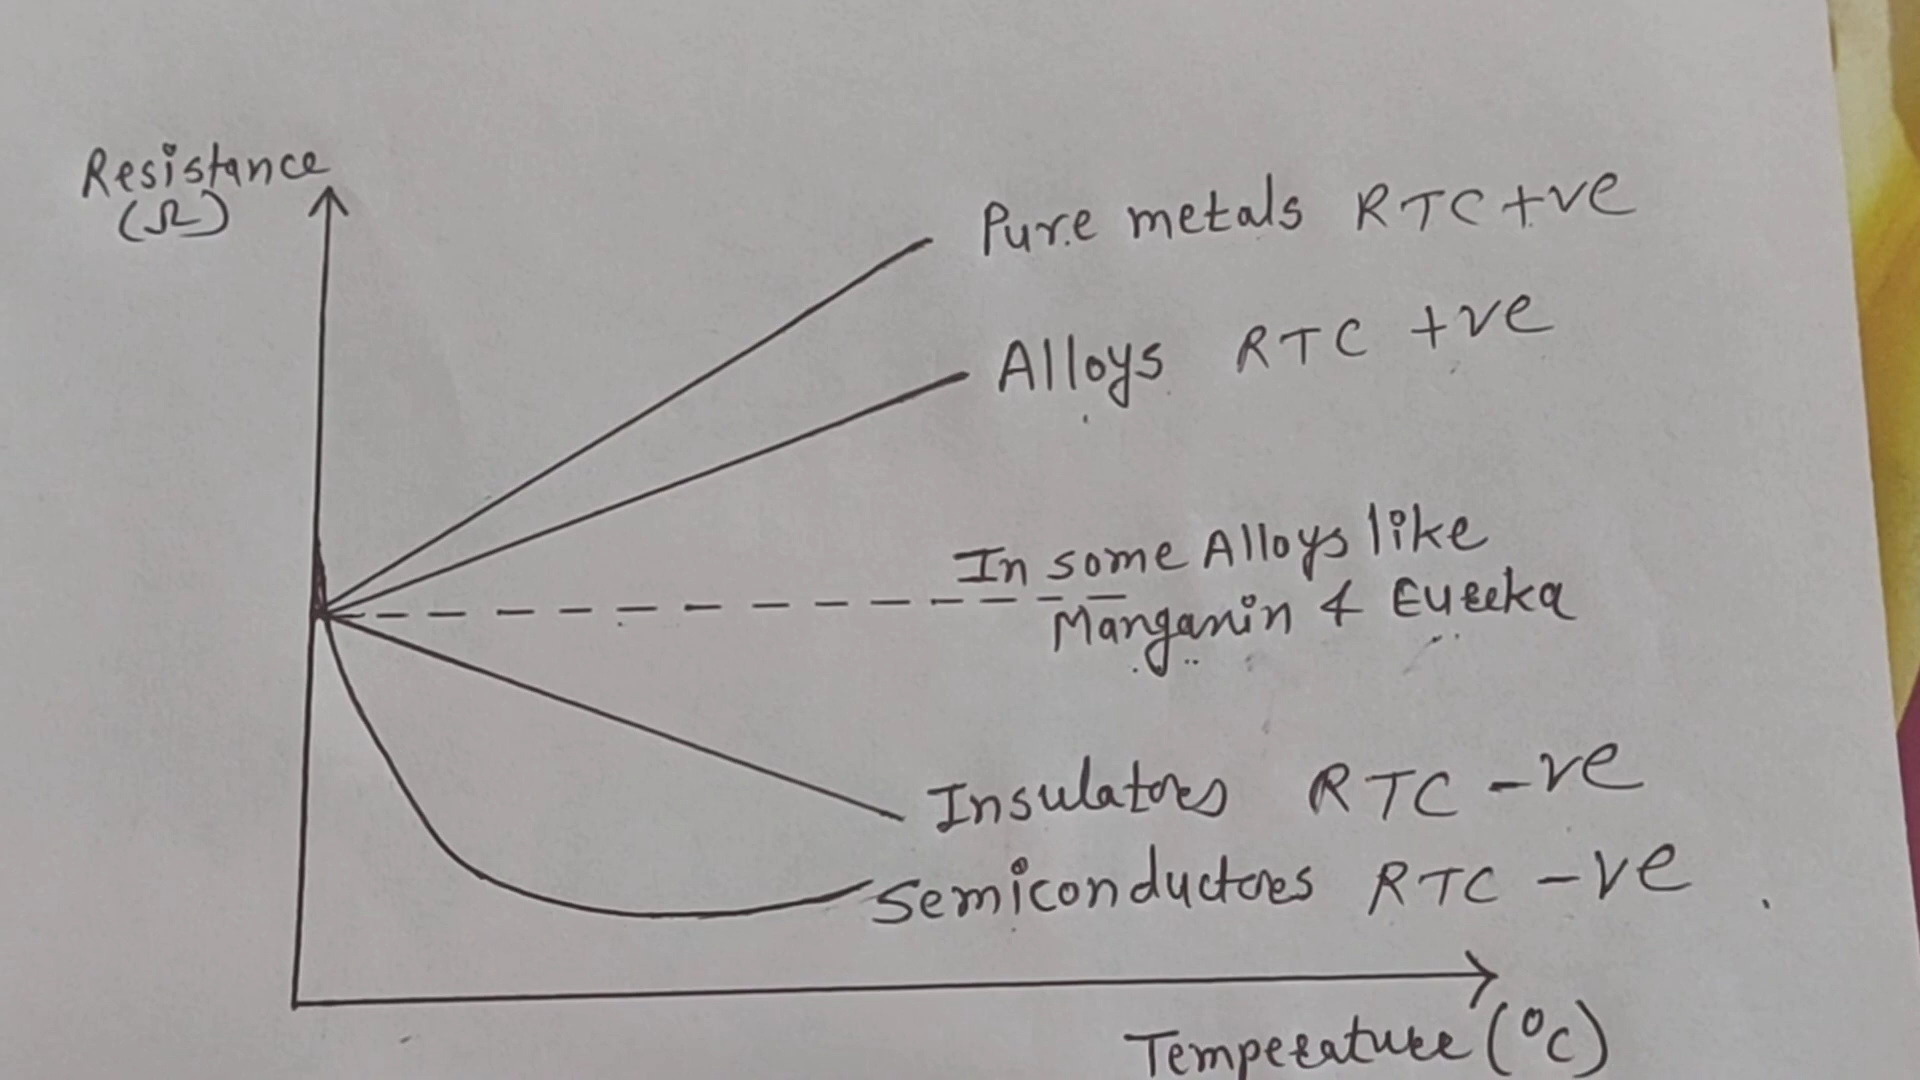 Resistance
(Ω)
Pure metals RTC +ve
Alloys RTC +ve
In some Alloys like
Manganin & Eureka
Insulators RTC -ve
Semiconductors RTC -ve
Temperature (°C)